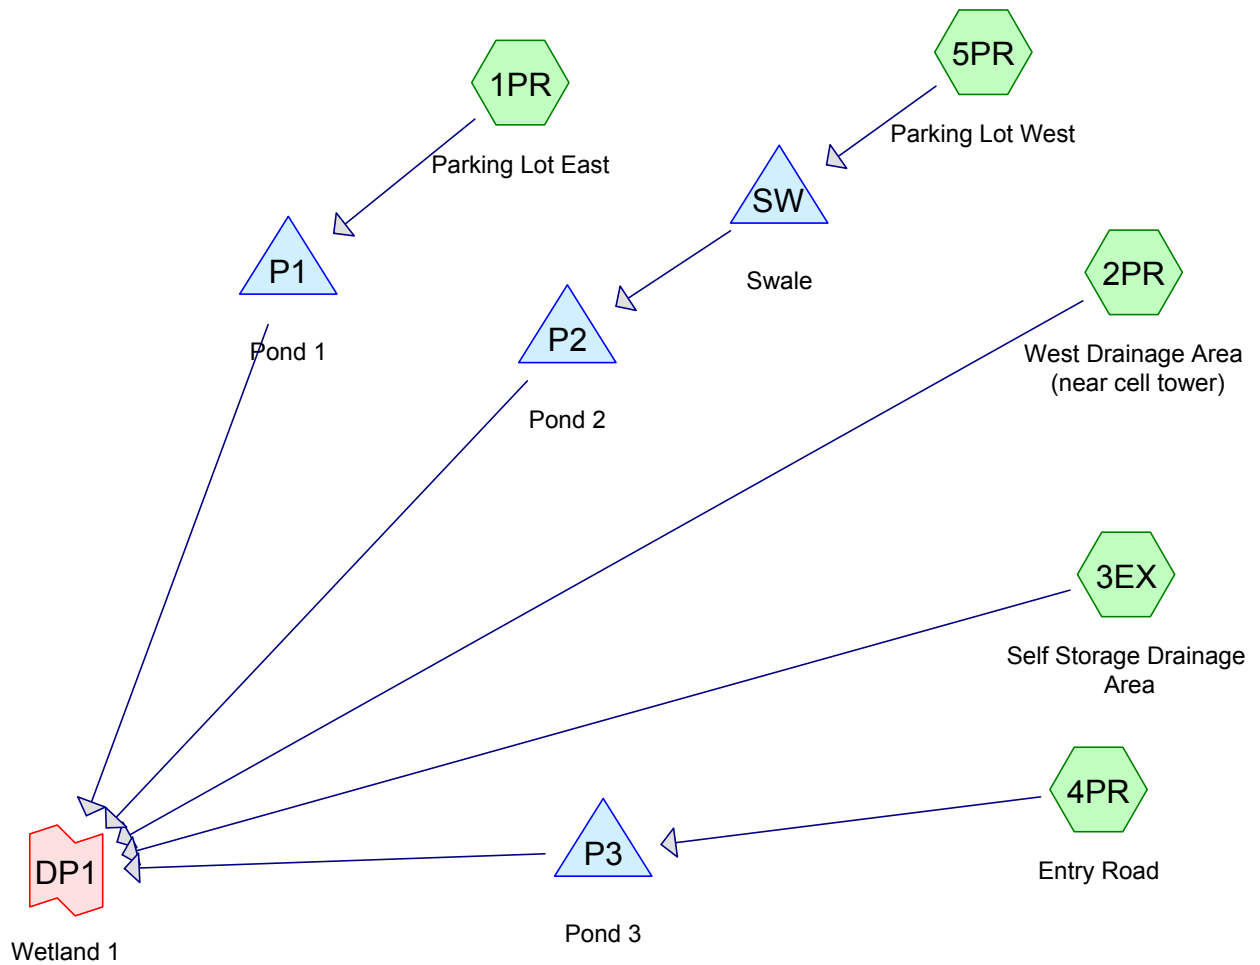 5PR
Parking Lot West
1PR
Parking Lot East
SW
Swale
P1
Pond 1
2PR
West Drainage Area
(near cell tower)
P2
Pond 2
3EX
Self Storage Drainage
Area
4PR
Entry Road
P3
Pond 3
DP1
Wetland 1